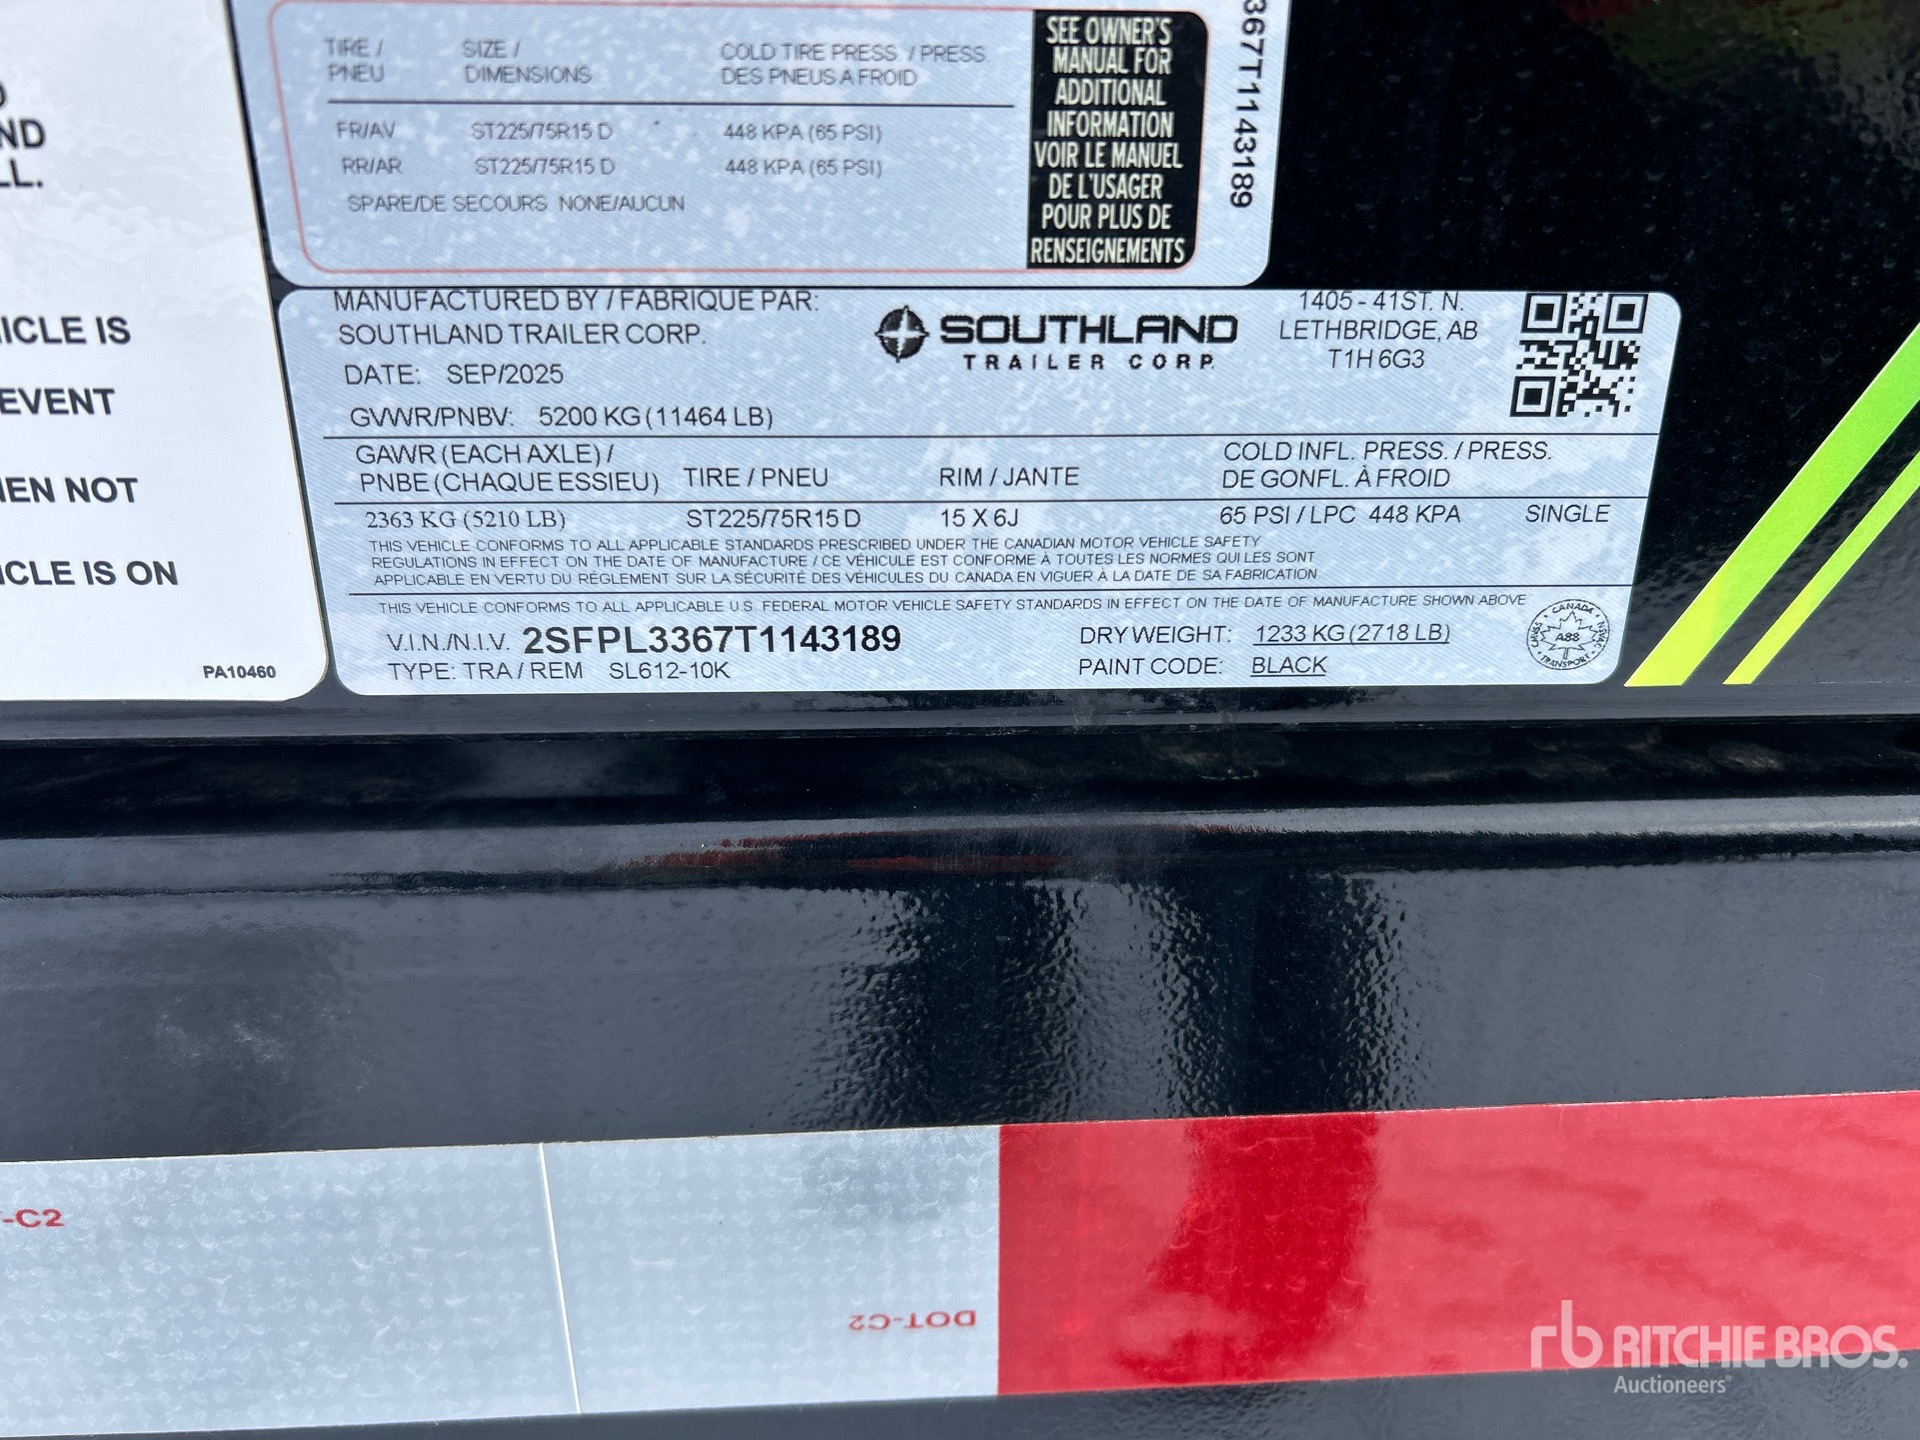 ND
LL.
ICLE IS
EVENT
EN NOT
ICLE IS ON
PA10460
TIRE / PNEU
SIZE / DIMENSIONS
COLD TIRE PRESS. / PRESS
DES PNEUS A FROID
FR/AV ST225/75R15 D 448 KPA (65 PSI)
RR/AR ST225/75R15 D 448 KPA (65 PSI)
SPARE/DE SECOURS NONE/AUCUN
SEE OWNER'S
MANUAL FOR
ADDITIONAL
INFORMATION
VOIR LE MANUEL
DE L'USAGER
POUR PLUS DE
RENSEIGNEMENTS
367T1143189
MANUFACTURED BY / FABRIQUE PAR:
SOUTHLAND TRAILER CORP.
DATE: SEP/2025
GVWR/PNBV: 5200 KG (11464 LB)
SOUTHLAND
TRAILER CORP.
1405 - 41ST. N.
LETHBRIDGE, AB
T1H 6G3
GAWR (EACH AXLE) /
PNBE (CHAQUE ESSIEU) TIRE / PNEU RIM / JANTE
COLD INFL. PRESS. / PRESS.
DE GONFL. À FROID
2363 KG (5210 LB) ST225/75R15 D 15 X 6J 65 PSI / LPC 448 KPA SINGLE
THIS VEHICLE CONFORMS TO ALL APPLICABLE STANDARDS PRESCRIBED UNDER THE CANADIAN MOTOR VEHICLE SAFETY
REGULATIONS IN EFFECT ON THE DATE OF MANUFACTURE / CE VÉHICULE EST CONFORME À TOUTES LES NORMES QUI LES SONT
APPLICABLE EN VERTU DU RÉGLEMENT SUR LA SÉCURITÉ DES VÉHICULES DU CANADA EN VIGUER À LA DATE DE SA FABRICATION
THIS VEHICLE CONFORMS TO ALL APPLICABLE U.S. FEDERAL MOTOR VEHICLE SAFETY STANDARDS IN EFFECT ON THE DATE OF MANUFACTURE SHOWN ABOVE
V.I.N./N.I.V. 2SFPL3367T1143189 DRY WEIGHT: 1233 KG (2718 LB)
TYPE: TRA / REM SL612-10K PAINT CODE: BLACK
CANADA
A88
TRANSPORT
-C2
DOT-C2
rb RITCHIE BROS.
Auctioneers